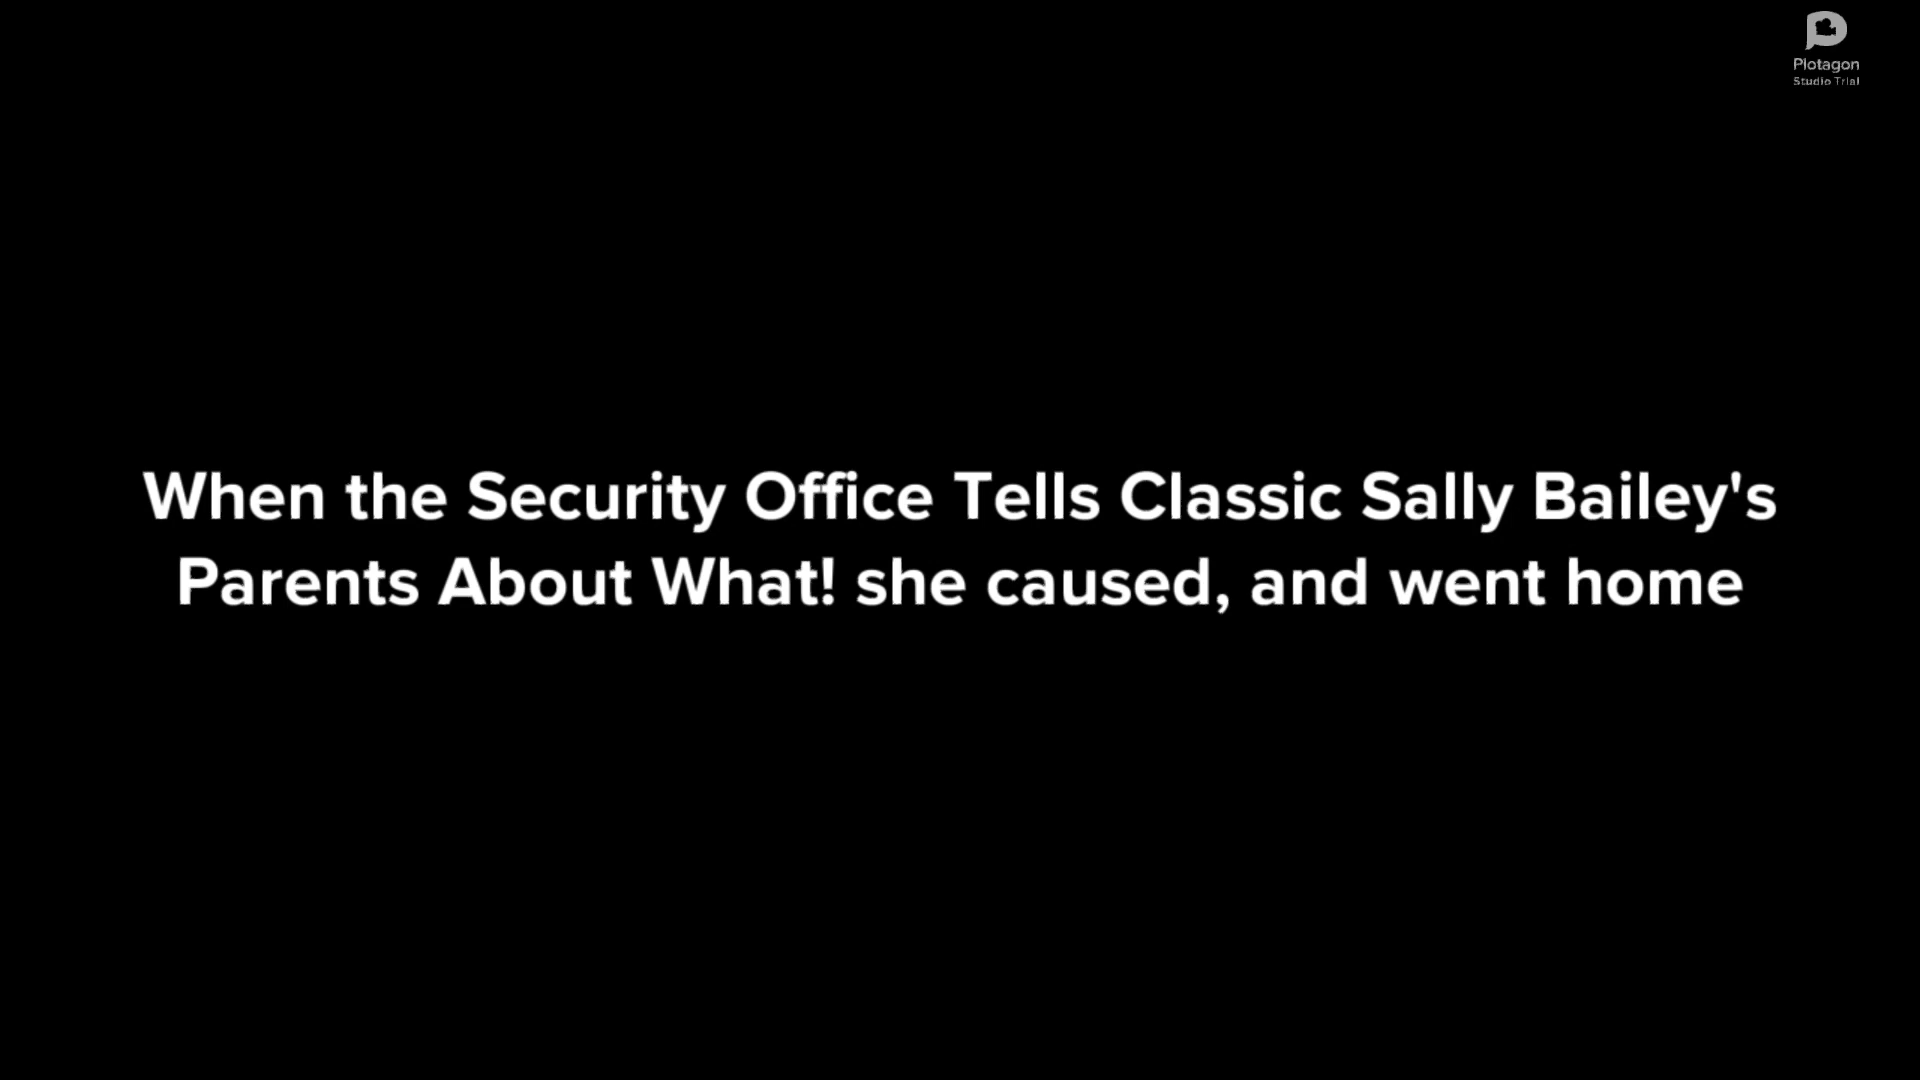 Plotagon
Studio Trial
When the Security Office Tells Classic Sally Bailey's
Parents About What! she caused, and went home